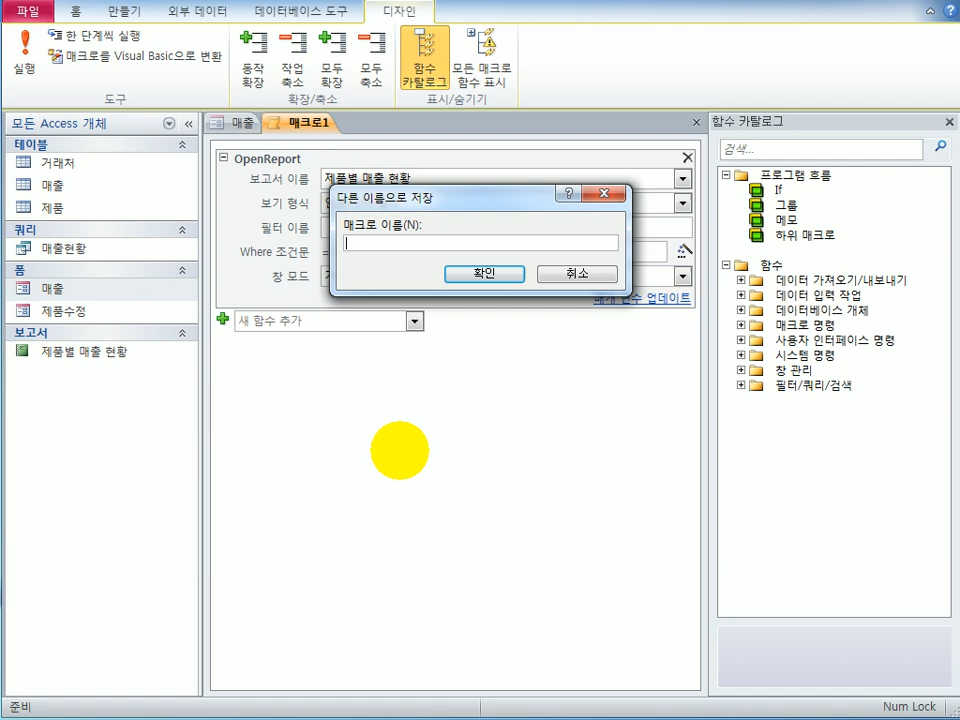 파일 홈 만들기 외부 데이터 데이터베이스 도구 디자인
실행
한 단계씩 실행
매크로를 Visual Basic으로 변환
도구
동작 확장
작업 축소
모두 확장
모두 축소
확장/축소
함수 카탈로그
모든 매크로 함수 표시
표시/숨기기
모든 Access 개체
테이블
거래처
매출
제품
쿼리
매출현황
폼
매출
제품수정
보고서
제품별 매출 현황
매출 매크로1
OpenReport
보고서 이름 제품별 매출 현황
보기 형식
필터 이름
Where 조건문 =
창 모드
업데이트
새 함수 추가
다른 이름으로 저장
매크로 이름(N):
확인 취소
함수 카탈로그
검색...
프로그램 흐름
If
그룹
메모
하위 매크로
함수
데이터 가져오기/내보내기
데이터 입력 작업
데이터베이스 개체
매크로 명령
사용자 인터페이스 명령
시스템 명령
창 관리
필터/쿼리/검색
준비 Num Lock